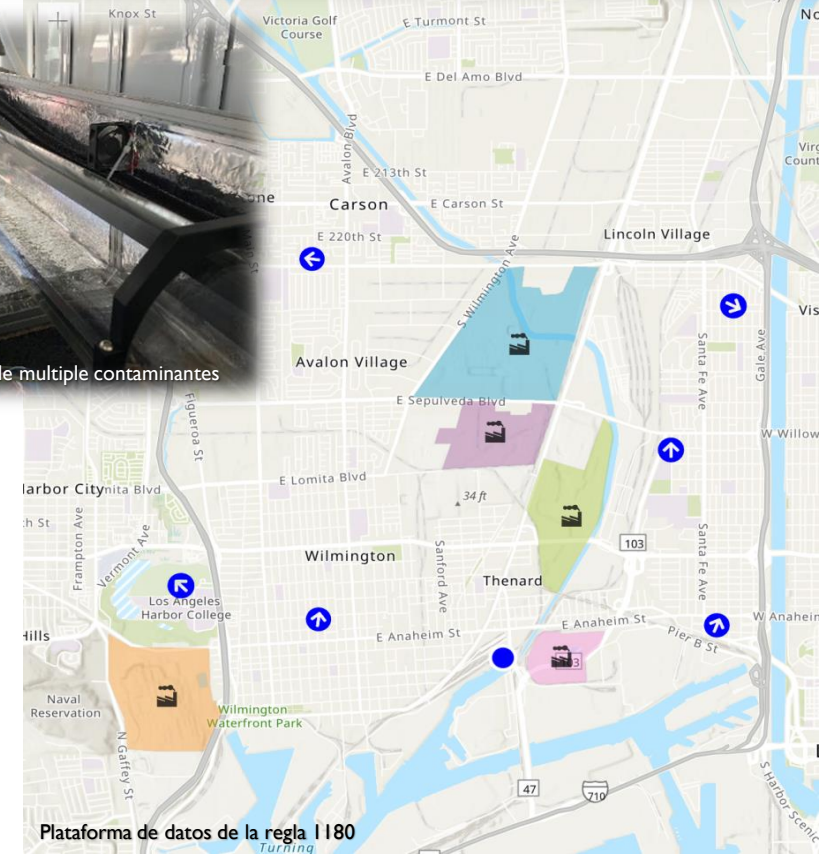 Knox St
Victoria Golf
Course
E Turmont St
E Del Amo Blvd
Avalon Blvd
E 213th St
Carson
E Carson St
E 220th St
Lincoln Village
S Wilmington Ave
Avalon Village
Santa Fe Ave
Gale Ave
de multiple contaminantes
E Sepulveda Blvd
Figueroa St
W Willow
E Lomita Blvd
Harbor City
34 ft
Frampton Ave
Vermont Ave
Wilmington
Sanford Ave
Thenard
103
Santa Fe Ave
Los Angeles
Harbor College
E Anaheim St
E Anaheim St
Pier B St
W Anaheim
Hills
103
Naval
Reservation
Wilmington
Waterfront Park
N Gaffey St
47
710
S Harbor Scenic
Plataforma de datos de la regla 1180
Turning